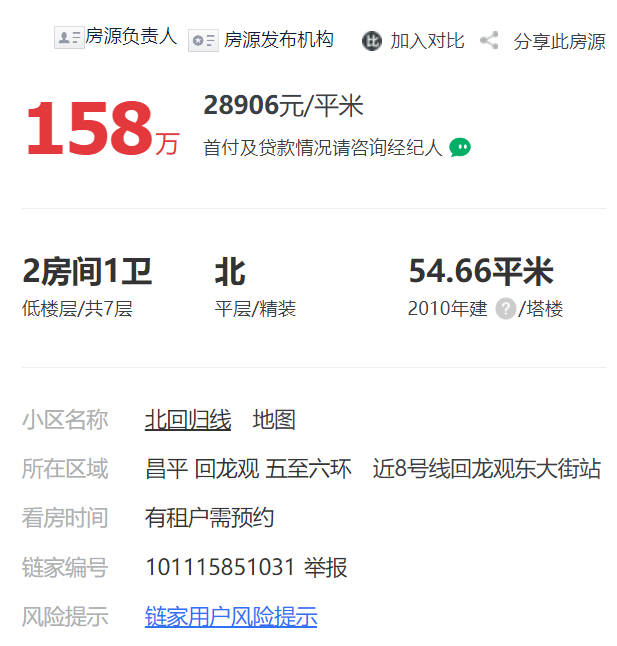 房源负责人 房源发布机构 比 加入对比 分享此房源
158万
28906元/平米
首付及贷款情况请咨询经纪人
2房间1卫 北 54.66平米
低楼层/共7层 平层/精装 2010年建 ? /塔楼
小区名称 北回归线 地图
所在区域 昌平 回龙观 五至六环 近8号线回龙观东大街站
看房时间 有租户需预约
链家编号 101115851031 举报
风险提示 链家用户风险提示